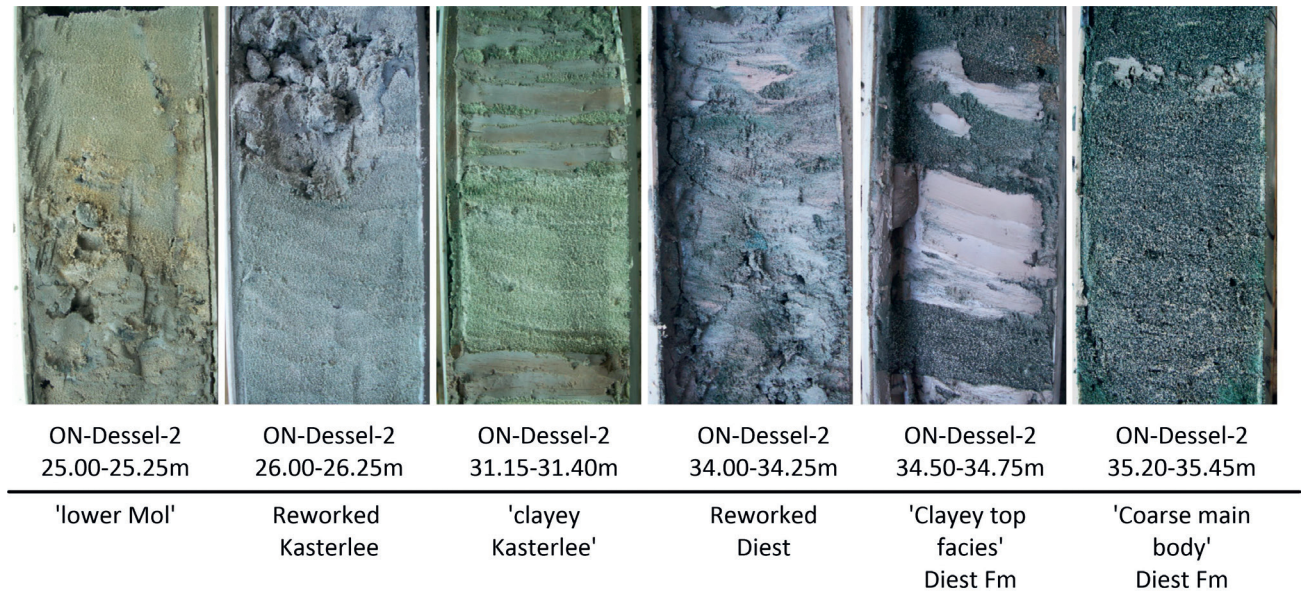 ON-Dessel-2
25.00-25.25m
'lower Mol'
ON-Dessel-2
26.00-26.25m
Reworked
Kasterlee
ON-Dessel-2
31.15-31.40m
'clayey
Kasterlee'
ON-Dessel-2
34.00-34.25m
Reworked
Diest
ON-Dessel-2
34.50-34.75m
'Clayey top
facies'
Diest Fm
ON-Dessel-2
35.20-35.45m
'Coarse main
body'
Diest Fm